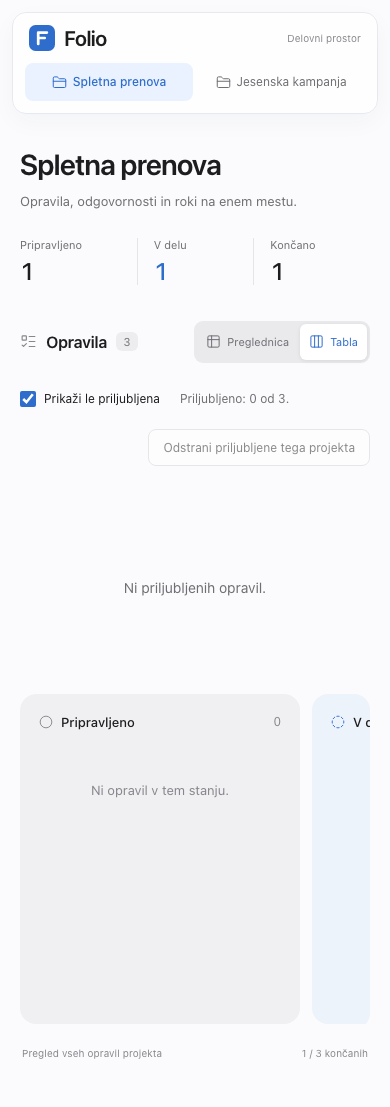 F Folio
Delovni prostor
Spletna prenova
Jesenska kampanja
Spletna prenova
Opravila, odgovornosti in roki na enem mestu.
Pripravljeno
1
V delu
1
Končano
1
Opravila 3
Preglednica
Tabla
Prikaži le priljubljena
Priljubljeno: 0 od 3.
Odstrani priljubljene tega projekta
Ni priljubljenih opravil.
Pripravljeno 0
Ni opravil v tem stanju.
V
Pregled vseh opravil projekta
1 / 3 končanih